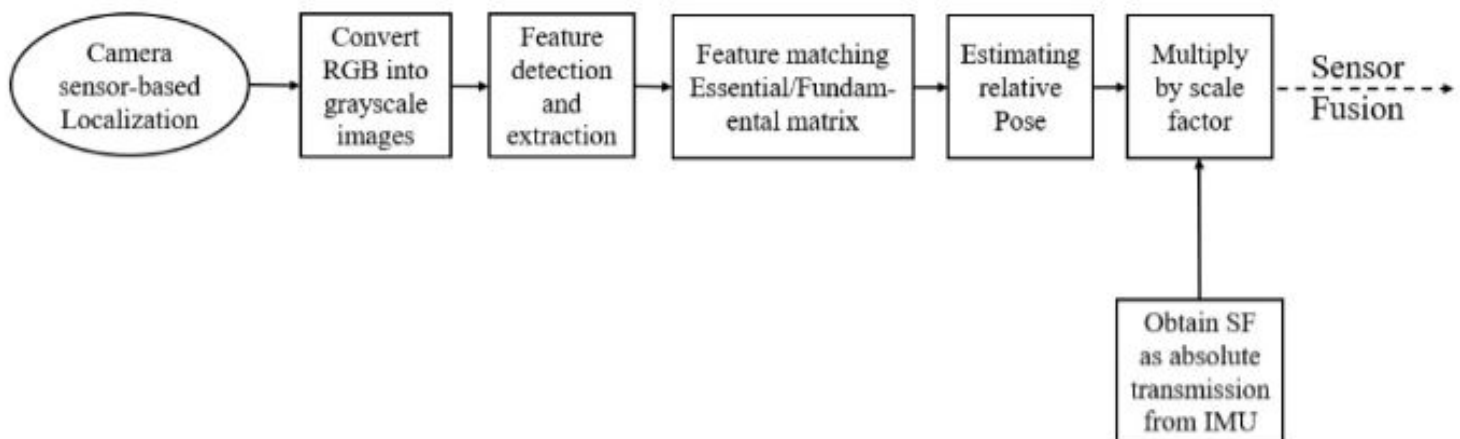 Camera
sensor-based
Localization
Convert
RGB into
grayscale
images
Feature
detection
and
extraction
Feature matching
Essential/Fundam-
ental matrix
Estimating
relative
Pose
Multiply
by scale
factor
Sensor
Fusion
Obtain SF
as absolute
transmission
from IMU